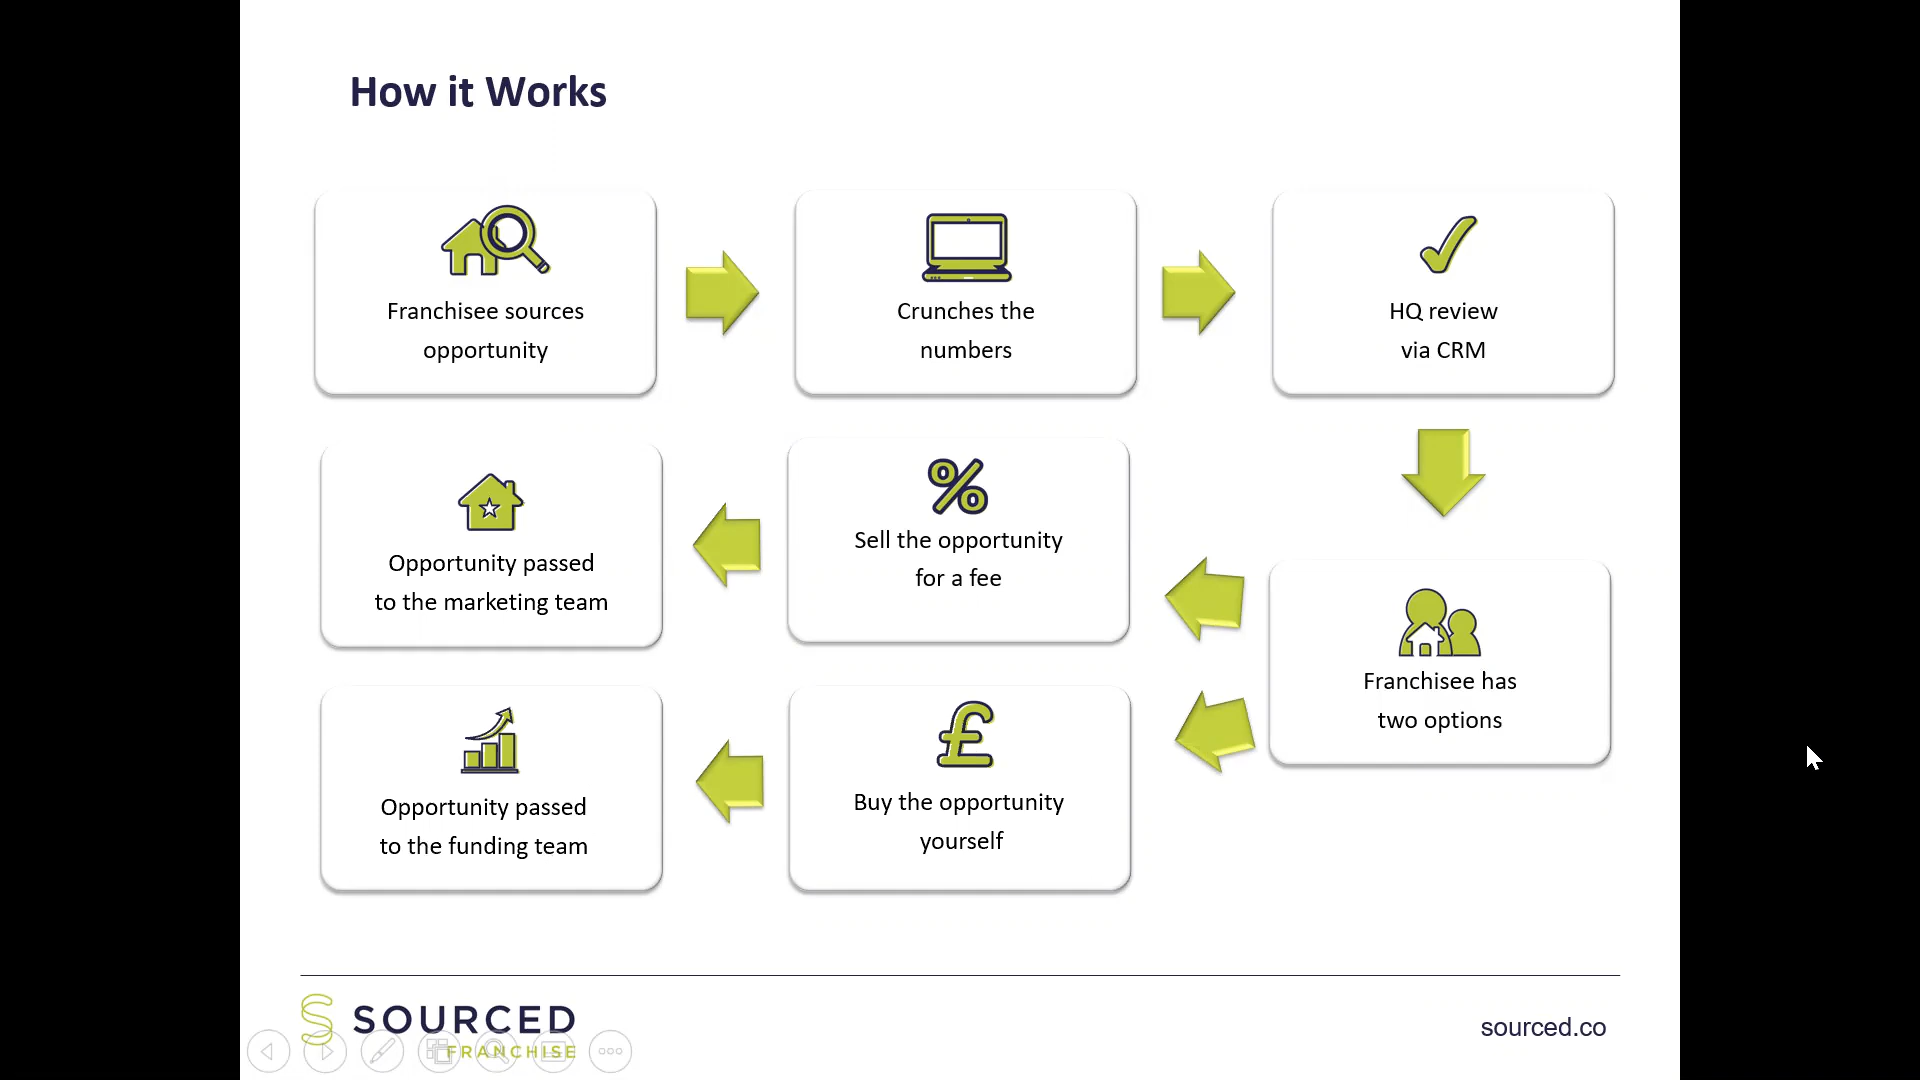 How it Works
Franchisee sources
opportunity
Crunches the
numbers
HQ review
via CRM
Opportunity passed
to the marketing team
%
Sell the opportunity
for a fee
Franchisee has
two options
Opportunity passed
to the funding team
£
Buy the opportunity
yourself
SOURCED
FRANCHISE
sourced.co